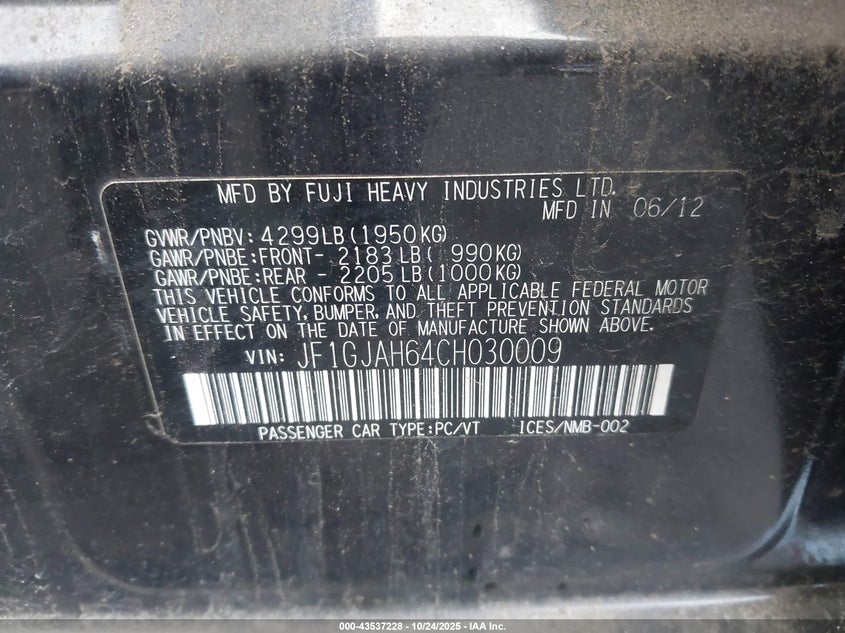 MFD BY FUJI HEAVY INDUSTRIES LTD.
MFD IN 06/12
GVWR/PNBV: 4299LB(1950KG)
GAWR/PNBE:FRONT- 2183LB( 990KG)
GAWR/PNBE:REAR - 2205LB(1000KG)
THIS VEHICLE CONFORMS TO ALL APPLICABLE FEDERAL MOTOR
VEHICLE SAFETY, BUMPER, AND THEFT PREVENTION STANDARDS
IN EFFECT ON THE DATE OF MANUFACTURE SHOWN ABOVE.
VIN: JF1GJAH64CH030009
PASSENGER CAR TYPE:PC/VT ICES/NMB-002
000-43537228 - 10/24/2025 - IAA Inc.